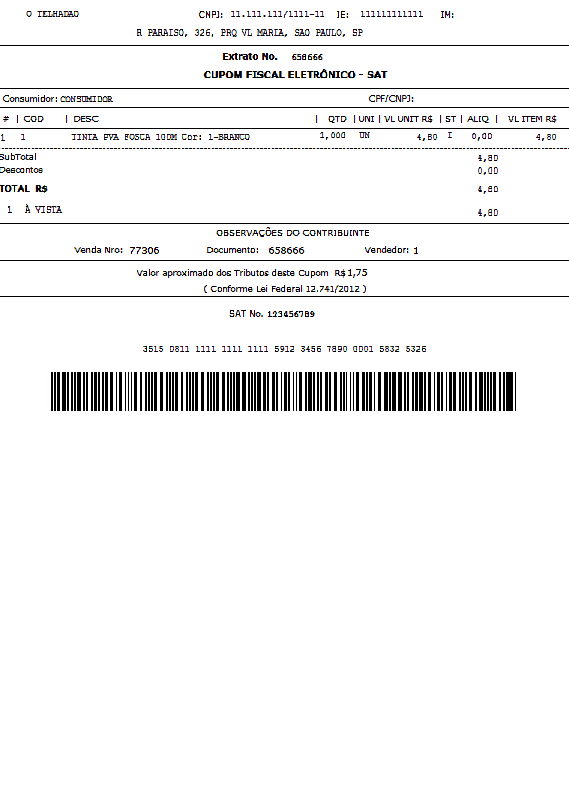 O TELHADAO CNPJ: 11.111.111/1111-11 IE: 111111111111 IM:
R PARAISO, 326, PRQ VL MARIA, SAO PAULO, SP
Extrato No. 658666
CUPOM FISCAL ELETRÔNICO - SAT
Consumidor: CONSUMIDOR CPF/CNPJ:
# | COD | DESC | QTD | UNI | VL UNIT R$ | ST | ALIQ | VL ITEM R$
1 1 TINTA PVA FOSCA 100M Cor: 1-BRANCO 1,000 UN 4,80 I 0,00 4,80
SubTotal 4,80
Descontos 0,00
TOTAL R$ 4,80
1 À VISTA 4,80
OBSERVAÇÕES DO CONTRIBUINTE
Venda Nro: 77306 Documento: 658666 Vendedor: 1
Valor aproximado dos Tributos deste Cupom R$1,75
( Conforme Lei Federal 12.741/2012 )
SAT No. 123456789
3515 0811 1111 1111 1111 5912 3456 7890 0001 5832 5326